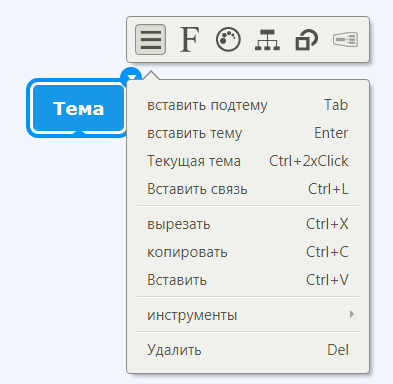 F
Тема
вставить подтему Tab
вставить тему Enter
Текущая тема Ctrl+2xClick
Вставить связь Ctrl+L
вырезать Ctrl+X
копировать Ctrl+C
Вставить Ctrl+V
инструменты
Удалить Del